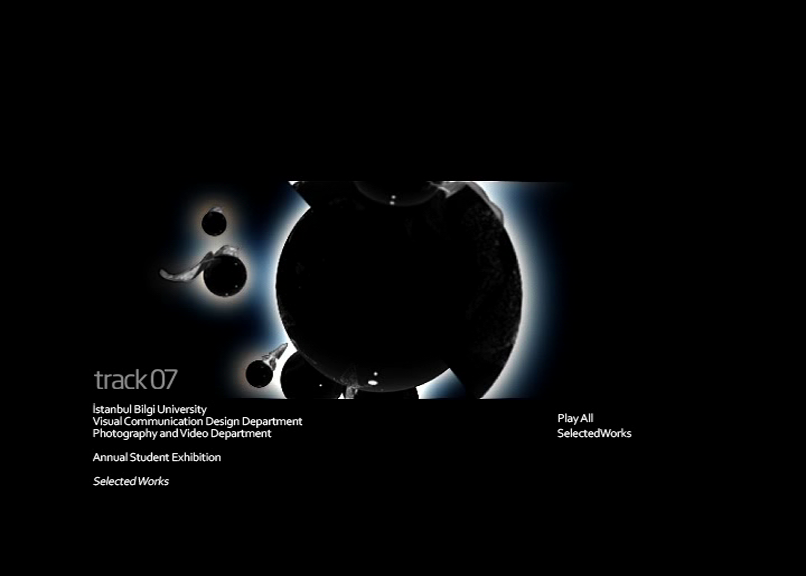 track 07
İstanbul Bilgi University
Visual Communication Design Department
Photography and Video Department
Annual Student Exhibition
Selected Works
Play All
SelectedWorks